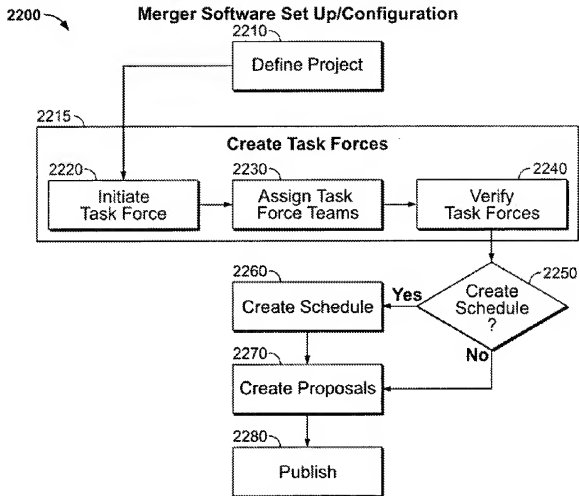 2200
Merger Software Set Up/Configuration
2210
Define Project
2215
Create Task Forces
2220
Initiate
Task Force
2230
Assign Task
Force Teams
2240
Verify
Task Forces
2250
Create
Schedule
?
Yes
No
2260
Create Schedule
2270
Create Proposals
2280
Publish